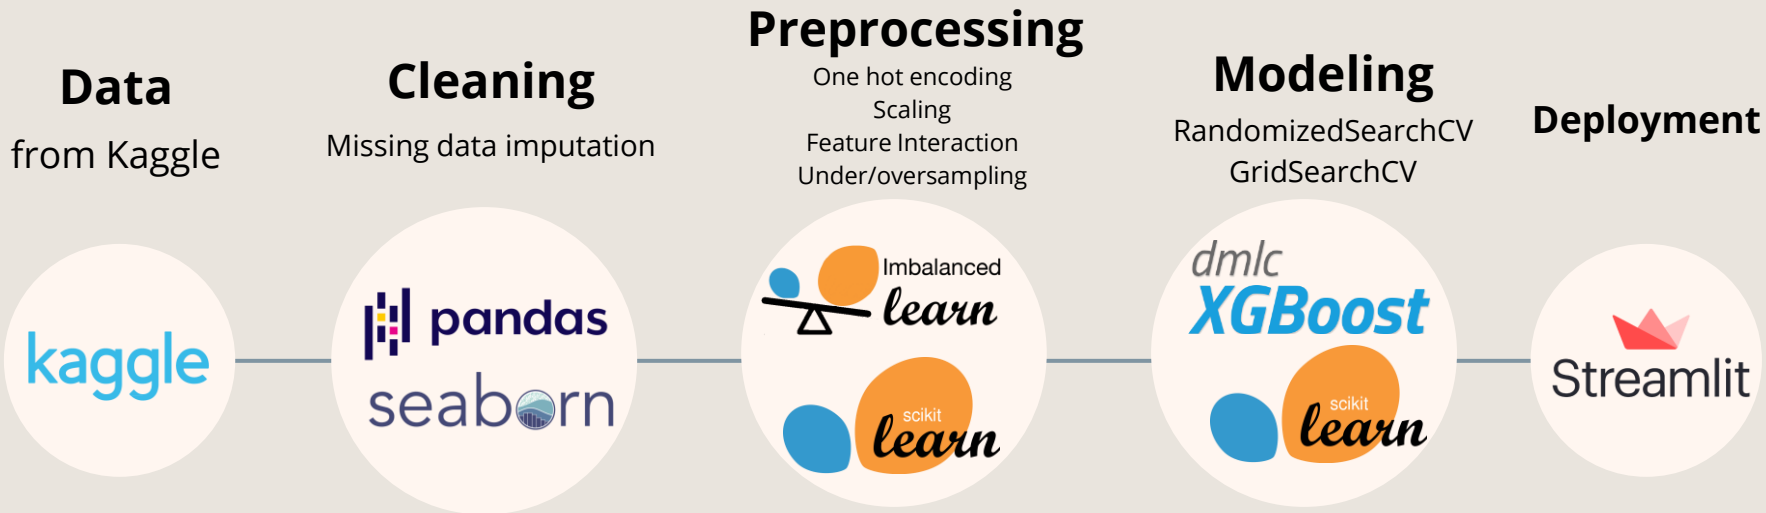 Data
from Kaggle
kaggle
Cleaning
Missing data imputation
pandas
seaborn
Preprocessing
One hot encoding
Scaling
Feature Interaction
Under/oversampling
Imbalanced
learn
scikit
learn
Modeling
RandomizedSearchCV
GridSearchCV
dmlc
XGBoost
scikit
learn
Deployment
Streamlit